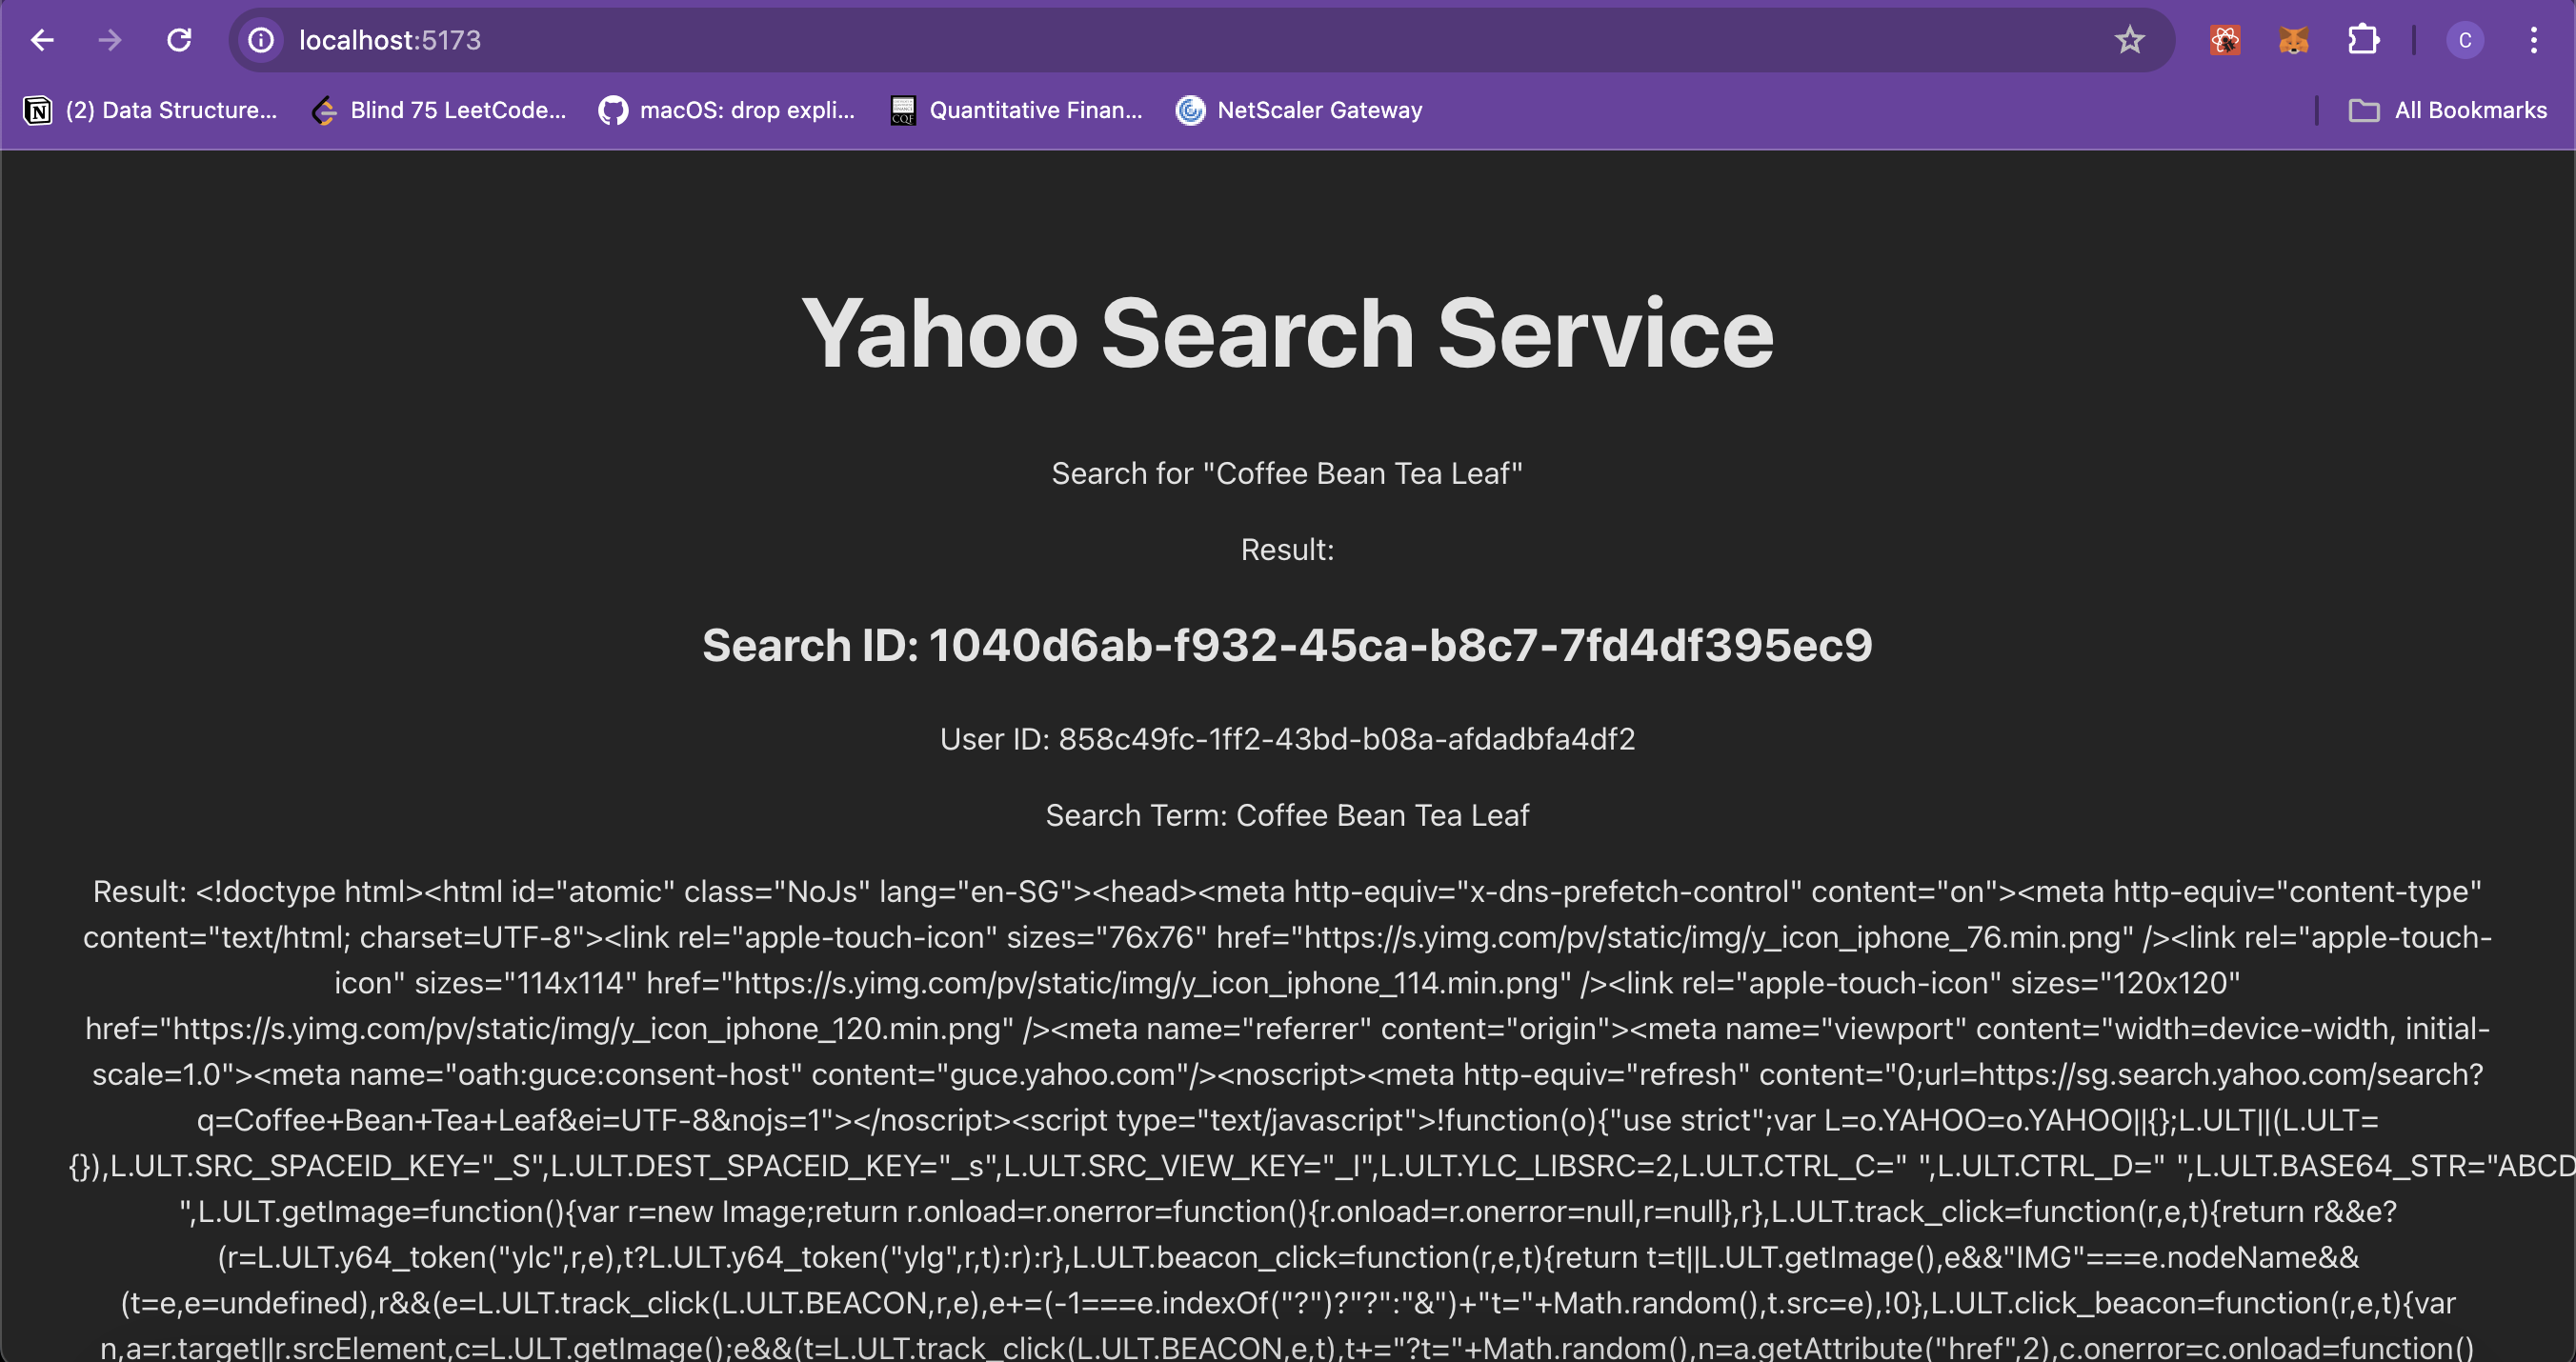 localhost:5173
C
(2) Data Structure...
Blind 75 LeetCode...
macOS: drop expli...
CQF
Quantitative Finan...
NetScaler Gateway
All Bookmarks
Yahoo Search Service
Search for "Coffee Bean Tea Leaf"
Result:
Search ID: 1040d6ab-f932-45ca-b8c7-7fd4df395ec9
User ID: 858c49fc-1ff2-43bd-b08a-afdadbfa4df2
Search Term: Coffee Bean Tea Leaf
Result: <!doctype html><html id="atomic" class="NoJs" lang="en-SG"><head><meta http-equiv="x-dns-prefetch-control" content="on"><meta http-equiv="content-type"
content="text/html; charset=UTF-8"><link rel="apple-touch-icon" sizes="76x76" href="https://s.yimg.com/pv/static/img/y_icon_iphone_76.min.png" /><link rel="apple-touch-
icon" sizes="114x114" href="https://s.yimg.com/pv/static/img/y_icon_iphone_114.min.png" /><link rel="apple-touch-icon" sizes="120x120"
href="https://s.yimg.com/pv/static/img/y_icon_iphone_120.min.png" /><meta name="referrer" content="origin"><meta name="viewport" content="width=device-width, initial-
scale=1.0"><meta name="oath:guce:consent-host" content="guce.yahoo.com"/><noscript><meta http-equiv="refresh" content="0;url=https://sg.search.yahoo.com/search?
q=Coffee+Bean+Tea+Leaf&ei=UTF-8&nojs=1"></noscript><script type="text/javascript">!function(o){"use strict";var L=o.YAHOO=o.YAHOO||{};L.ULT||(L.ULT=
{}),L.ULT.SRC_SPACEID_KEY="_S",L.ULT.DEST_SPACEID_KEY="_s",L.ULT.SRC_VIEW_KEY="_I",L.ULT.YLC_LIBSRC=2,L.ULT.CTRL_C=" ",L.ULT.CTRL_D=" ",L.ULT.BASE64_STR="ABCD
",L.ULT.getImage=function(){var r=new Image;return r.onload=r.onerror=function(){r.onload=r.onerror=null,r=null},r},L.ULT.track_click=function(r,e,t){return r&&e?
(r=L.ULT.y64_token("ylc",r,e),t?L.ULT.y64_token("ylg",r,t):r):r},L.ULT.beacon_click=function(r,e,t){return t=t||L.ULT.getImage(),e&&"IMG"===e.nodeName&&
(t=e,e=undefined),r&&(e=L.ULT.track_click(L.ULT.BEACON,r,e),e+=(-1===e.indexOf("?")?"?":"&")+"t="+Math.random(),t.src=e),!0},L.ULT.click_beacon=function(r,e,t){var
n,a=r.target||r.srcElement,c=L.ULT.getImage();e&&(t=L.ULT.track_click(L.ULT.BEACON,e,t),t+="?t="+Math.random(),n=a.getAttribute("href",2),c.onerror=c.onload=function()